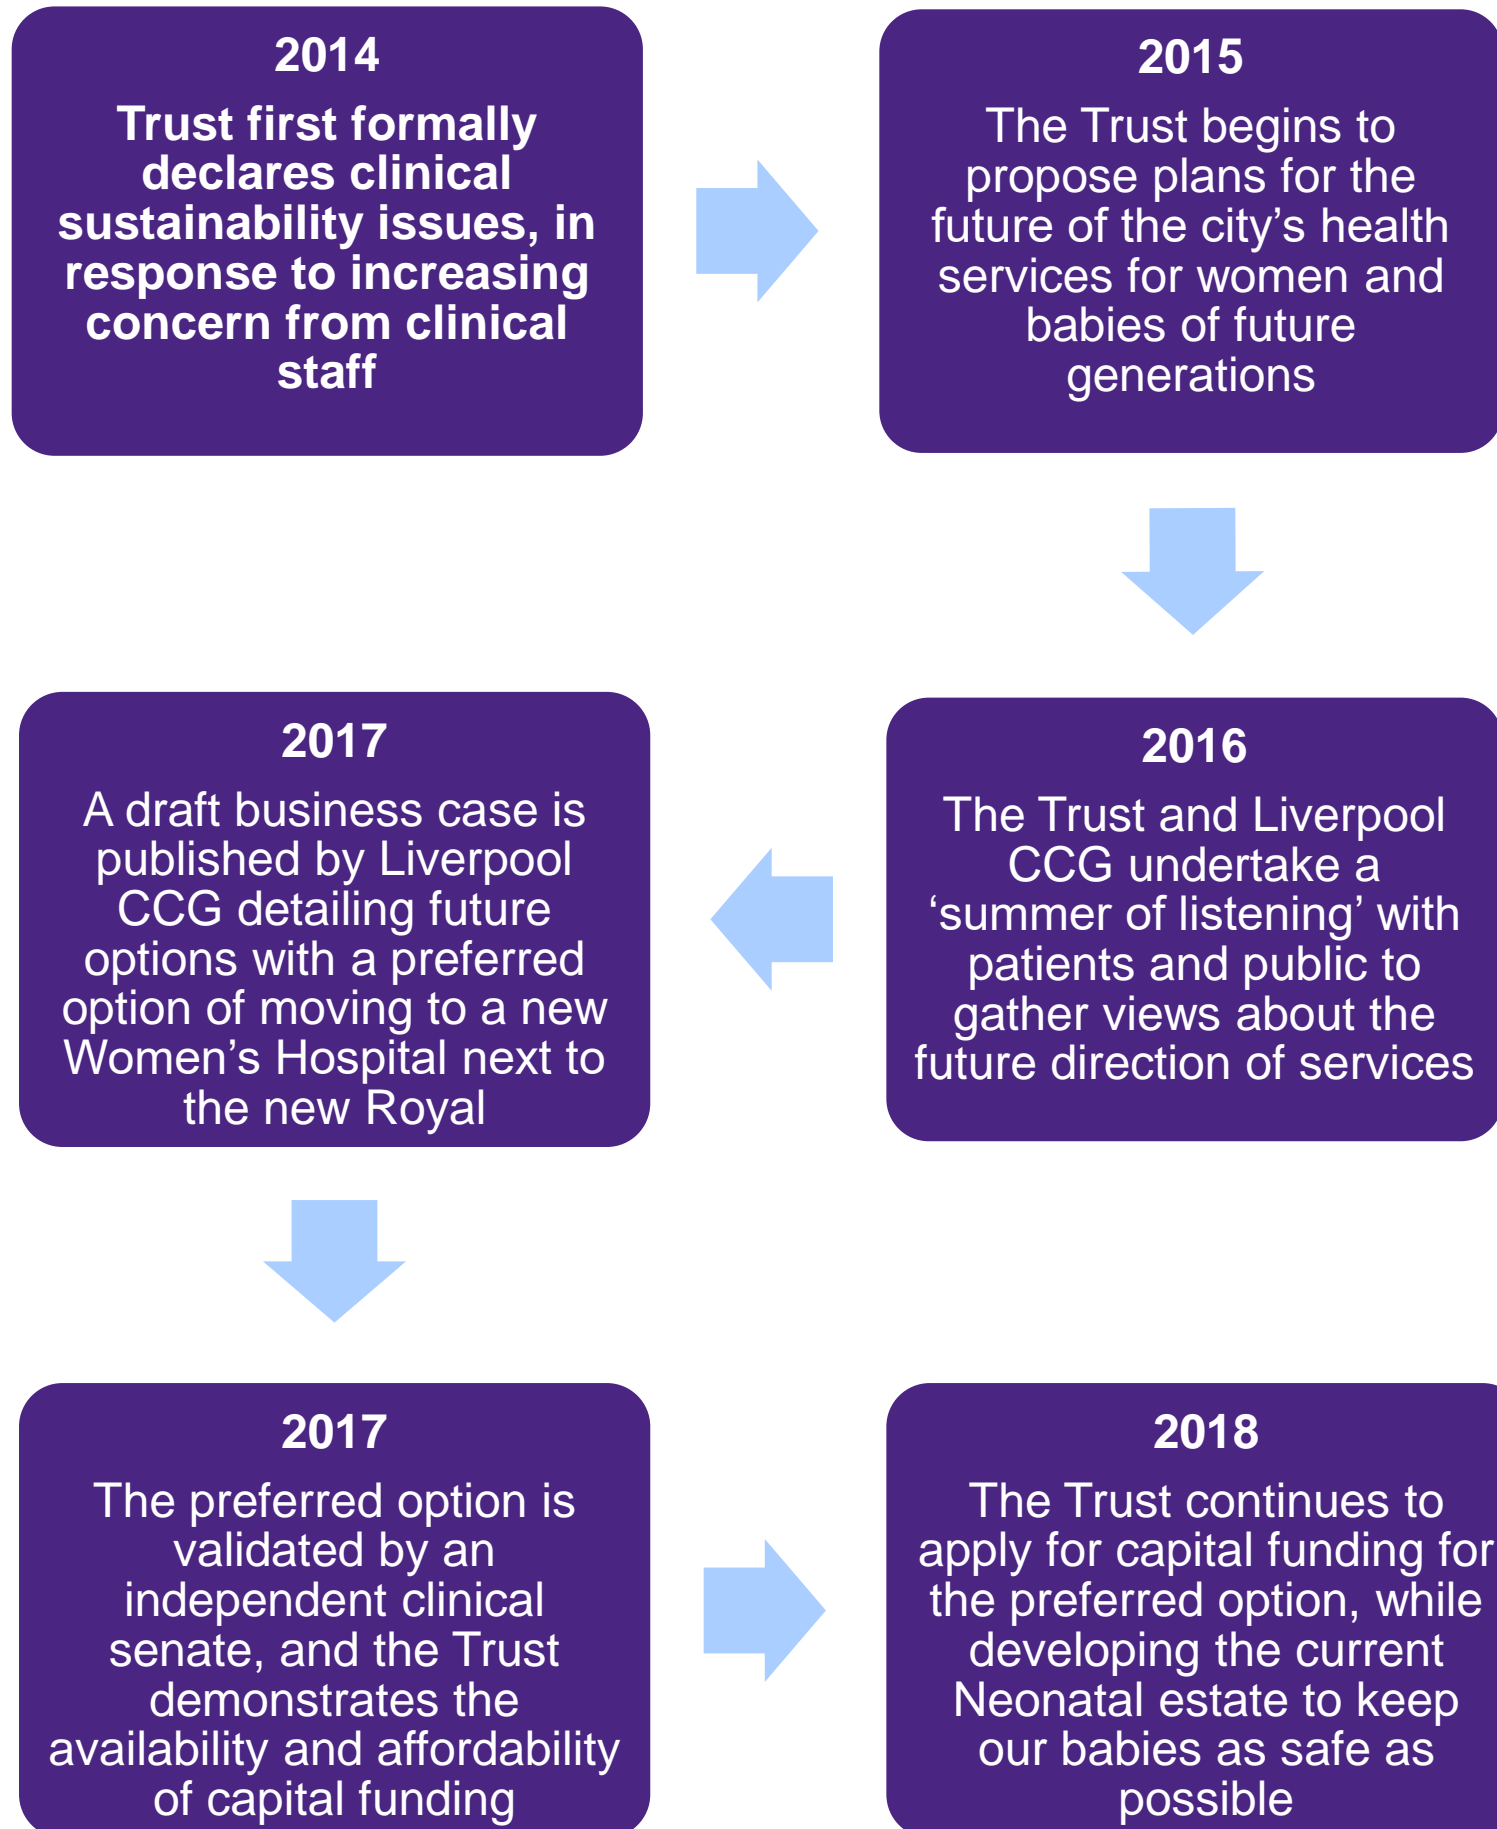 2014
Trust first formally
declares clinical
sustainability issues, in
response to increasing
concern from clinical
staff
2015
The Trust begins to
propose plans for the
future of the city’s health
services for women and
babies of future
generations
2016
The Trust and Liverpool
CCG undertake a
‘summer of listening’ with
patients and public to
gather views about the
future direction of services
2017
A draft business case is
published by Liverpool
CCG detailing future
options with a preferred
option of moving to a new
Women’s Hospital next to
the new Royal
2017
The preferred option is
validated by an
independent clinical
senate, and the Trust
demonstrates the
availability and affordability
of capital funding
2018
The Trust continues to
apply for capital funding for
the preferred option, while
developing the current
Neonatal estate to keep
our babies as safe as
possible